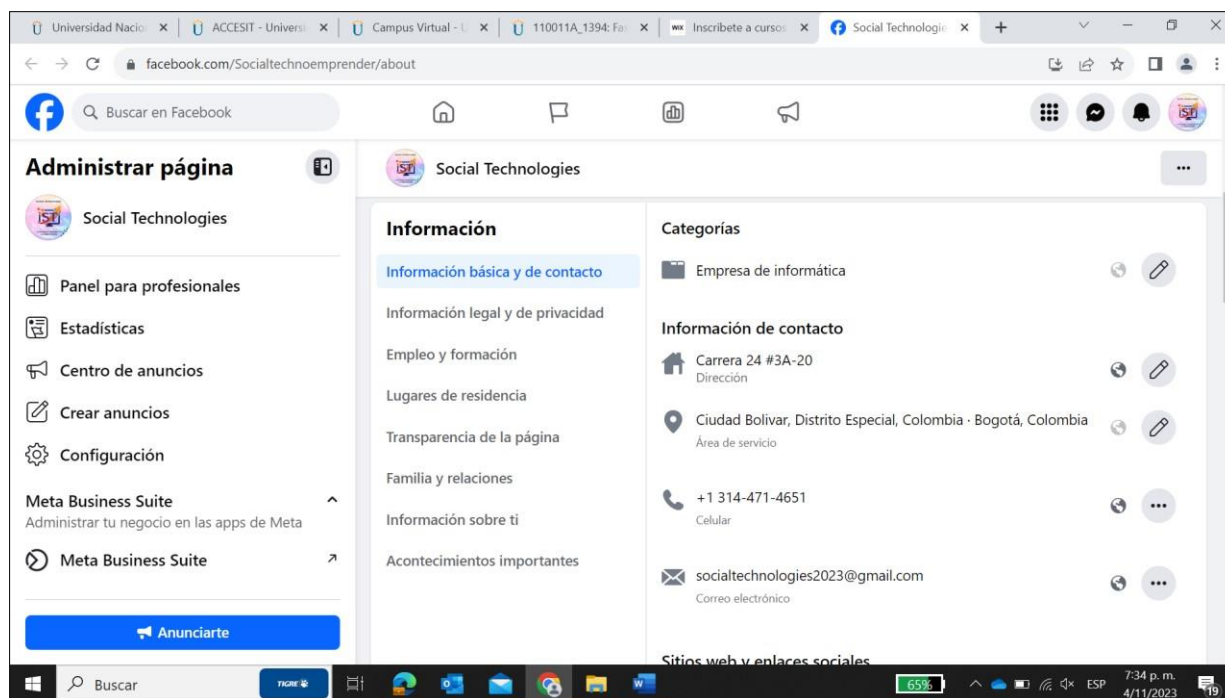 Universidad Nacio
ACCESIT - Universi
Campus Virtual - U
110011A_1394: Fa
WIX Inscribete a cursos
Social Technologie
facebook.com/Socialtechnoemprender/about
Buscar en Facebook
Administrar página
Social Technologies
Panel para profesionales
Estadísticas
Centro de anuncios
Crear anuncios
Configuración
Meta Business Suite
Administrar tu negocio en las apps de Meta
Meta Business Suite
Anunciarte
Social Technologies
Información
Información básica y de contacto
Información legal y de privacidad
Empleo y formación
Lugares de residencia
Transparencia de la página
Familia y relaciones
Información sobre ti
Acontecimientos importantes
Categorías
Empresa de informática
Información de contacto
Carrera 24 #3A-20
Dirección
Ciudad Bolivar, Distrito Especial, Colombia · Bogotá, Colombia
Área de servicio
+1 314-471-4651
Celular
socialtechnologies2023@gmail.com
Correo electrónico
Sitios web y enlaces sociales
Buscar
TIGRE
65%
ESP
7:34 p. m.
4/11/2023
19